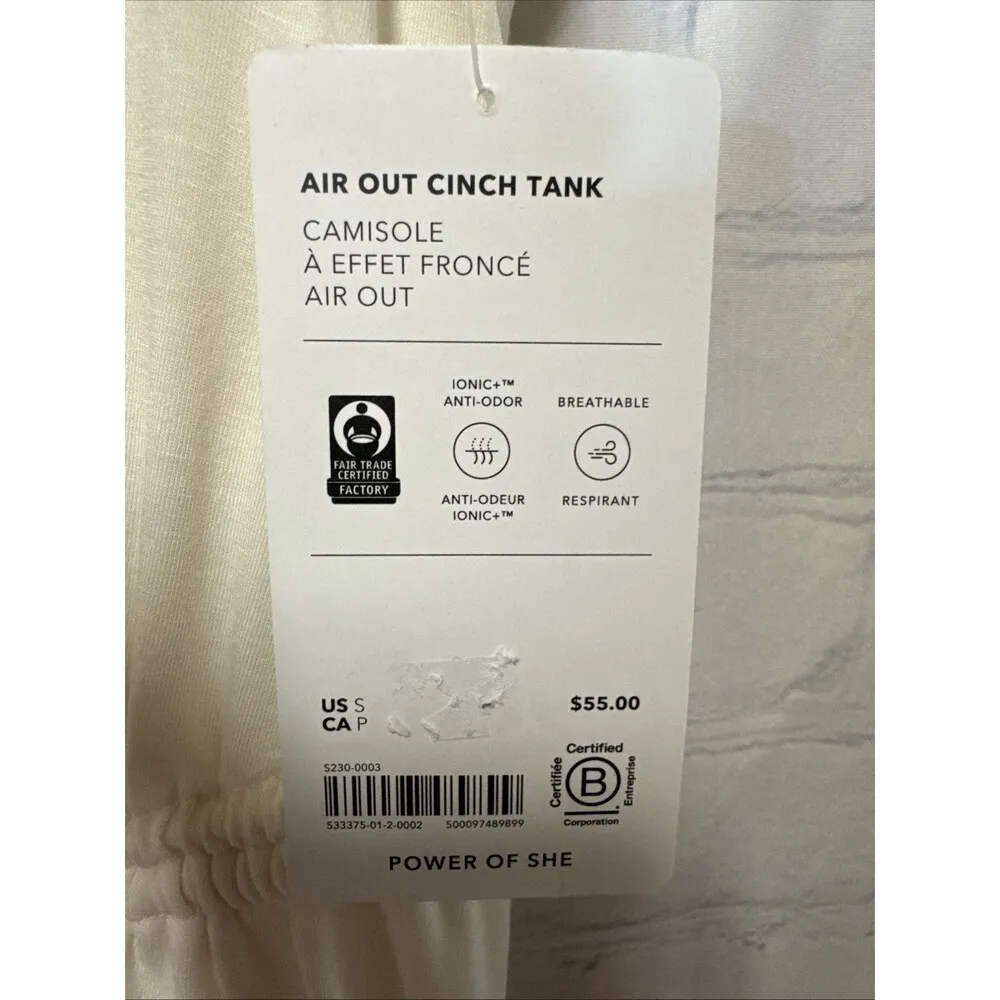 AIR OUT CINCH TANK
CAMISOLE
À EFFET FRONCÉ
AIR OUT
FAIR TRADE
CERTIFIED
FACTORY
IONIC+™
ANTI-ODOR
ANTI-ODEUR
IONIC+™
BREATHABLE
RESPIRANT
US S
CA P
$55.00
S230-0003
533375-01-2-0002 500097489899
Certified
Certifiée
B
Entreprise
Corporation
POWER OF SHE